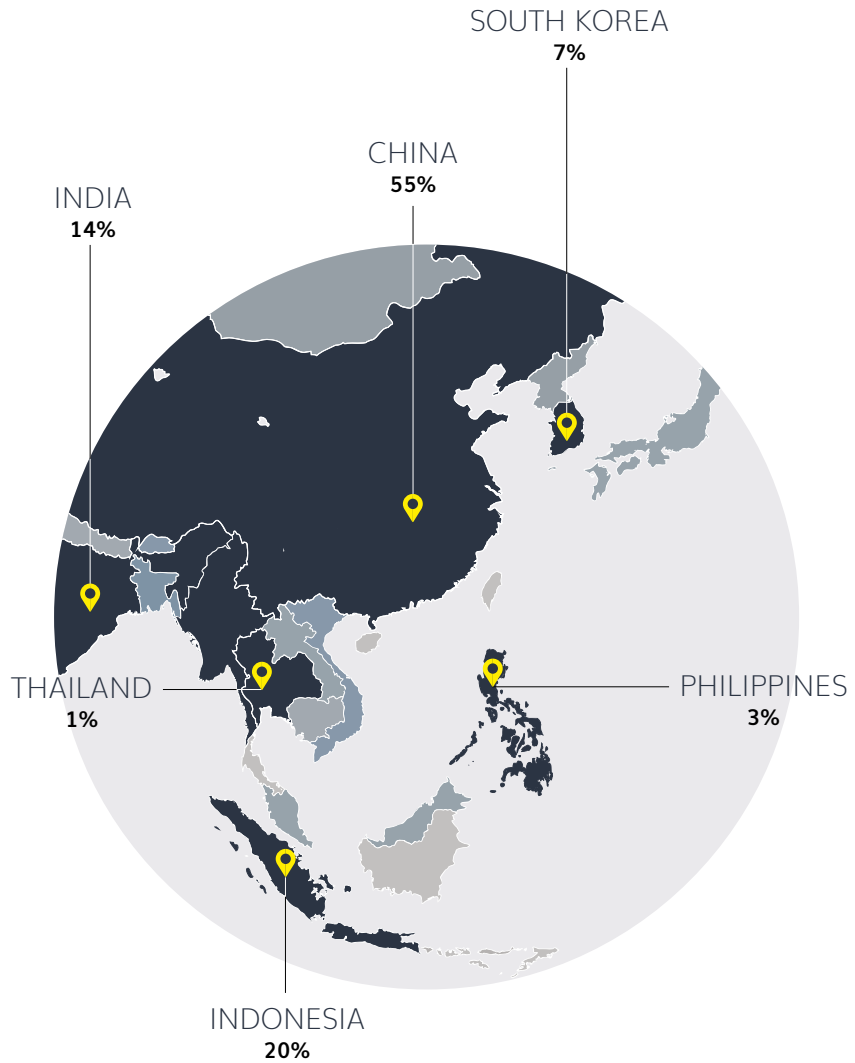 SOUTH KOREA
7%
CHINA
55%
INDIA
14%
THAILAND
1%
PHILIPPINES
3%
INDONESIA
20%